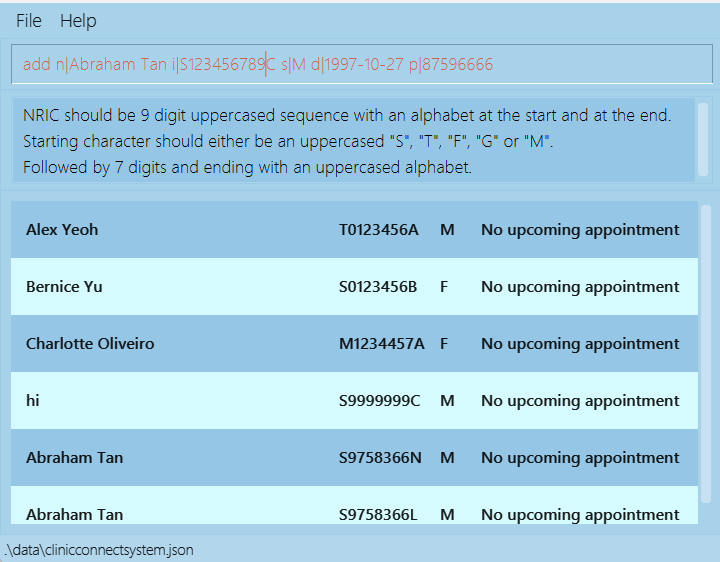 File Help
add n|Abraham Tan i|S123456789C s|M d|1997-10-27 p|87596666
NRIC should be 9 digit uppercased sequence with an alphabet at the start and at the end.
Starting character should either be an uppercased "S", "T", "F", "G" or "M".
Followed by 7 digits and ending with an uppercased alphabet.
Alex Yeoh T0123456A M No upcoming appointment
Bernice Yu S0123456B F No upcoming appointment
Charlotte Oliveiro M1234457A F No upcoming appointment
hi S9999999C M No upcoming appointment
Abraham Tan S9758366N M No upcoming appointment
Abraham Tan S9758366L M No upcoming appointment
.\data\clinicconnectsystem.json